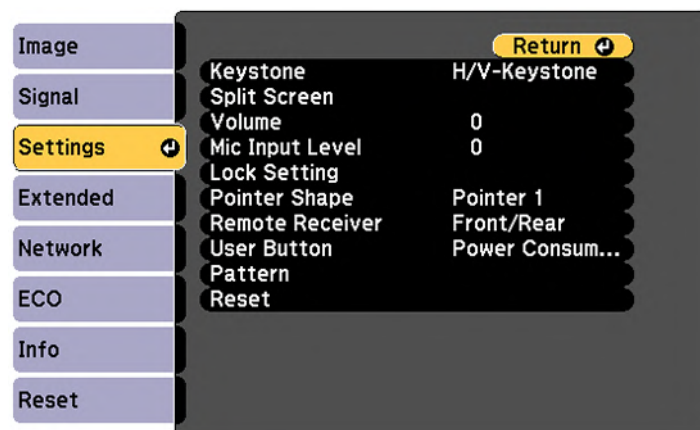 Image
Signal
Settings
Extended
Network
ECO
Info
Reset
Return
Keystone H/V-Keystone
Split Screen
Volume 0
Mic Input Level 0
Lock Setting
Pointer Shape Pointer 1
Remote Receiver Front/Rear
User Button Power Consum...
Pattern
Reset